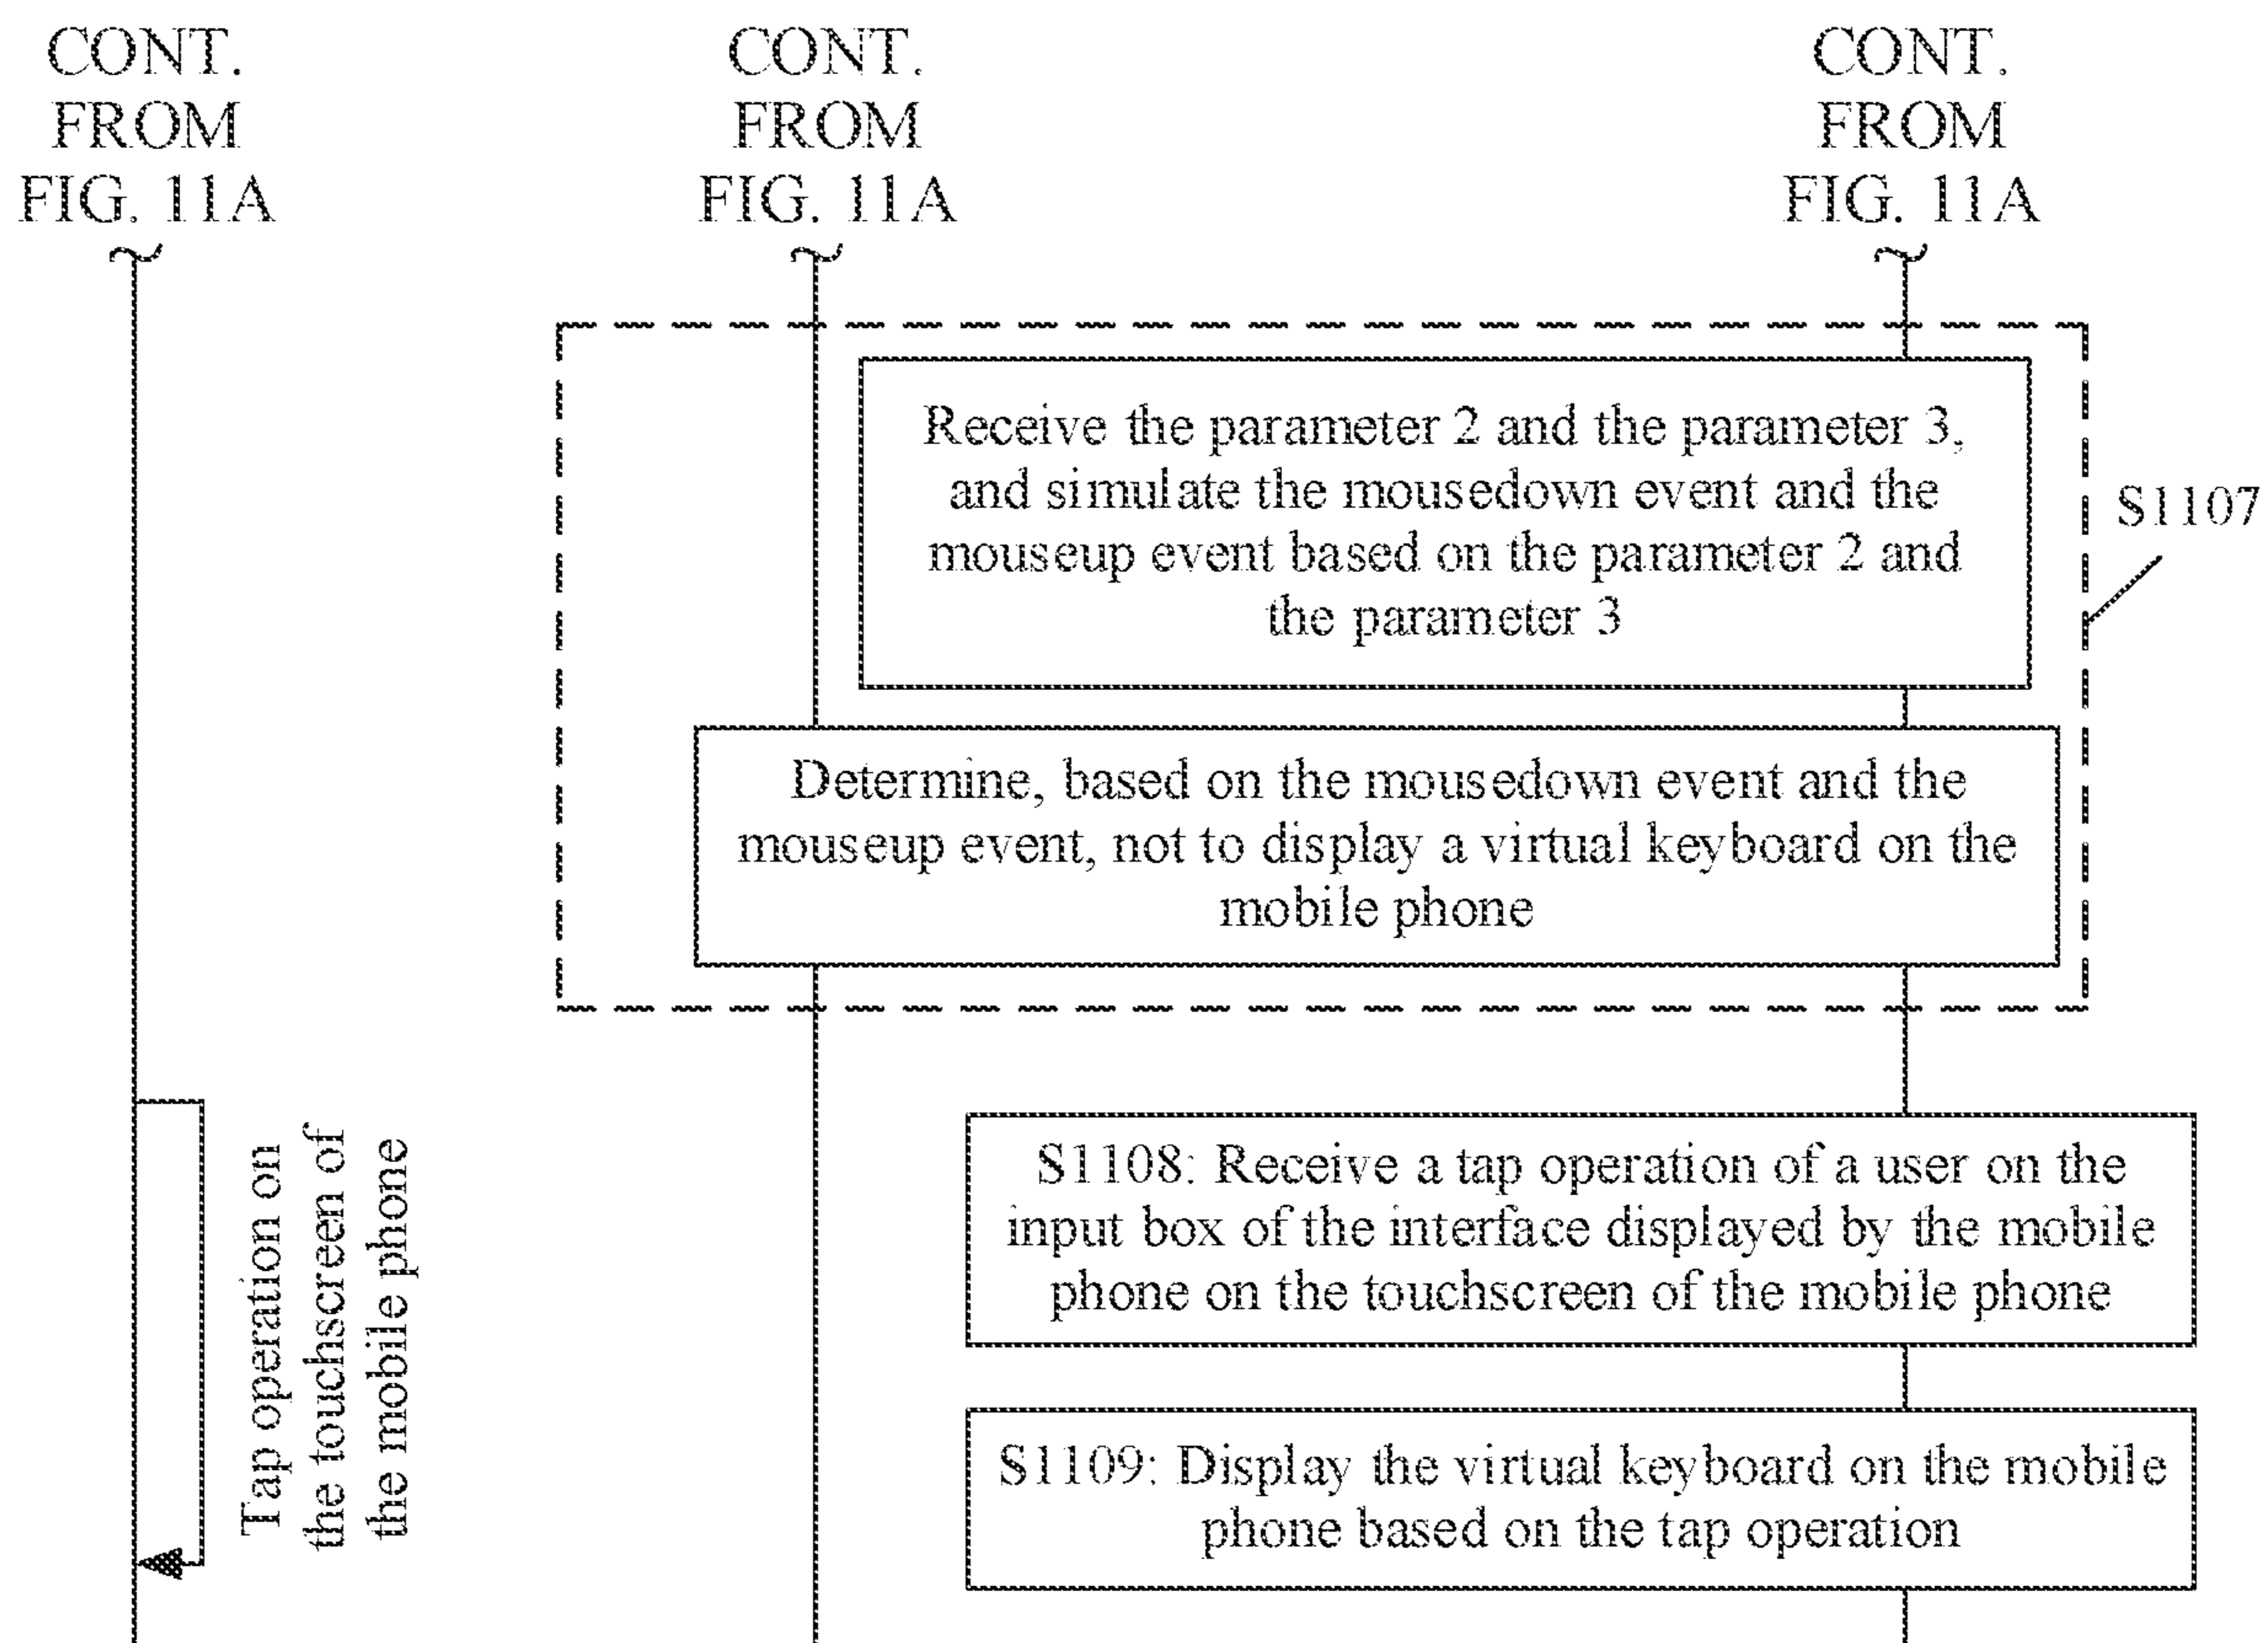 CONT.
FROM
FIG. 11A
CONT.
FROM
FIG. 11A
CONT.
FROM
FIG. 11A
Receive the parameter 2 and the parameter 3,
and simulate the mousedown event and the
mouseup event based on the parameter 2 and
the parameter 3
S1107
Determine, based on the mousedown event and the
mouseup event, not to display a virtual keyboard on the
mobile phone
Tap operation on
the touchscreen of
the mobile phone
S1108: Receive a tap operation of a user on the
input box of the interface displayed by the mobile
phone on the touchscreen of the mobile phone
S1109: Display the virtual keyboard on the mobile
phone based on the tap operation